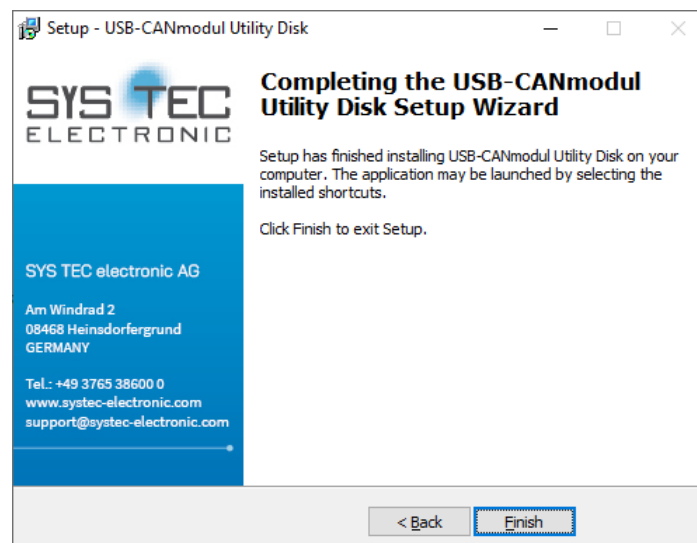 Setup - USB-CANmodul Utility Disk
SYS TEC
ELECTRONIC
Completing the USB-CANmodul
Utility Disk Setup Wizard
Setup has finished installing USB-CANmodul Utility Disk on your
computer. The application may be launched by selecting the
installed shortcuts.
Click Finish to exit Setup.
SYS TEC electronic AG
Am Windrad 2
08468 Heinsdorfergrund
GERMANY
Tel.: +49 3765 38600 0
www.systec-electronic.com
support@systec-electronic.com
< Back
Finish